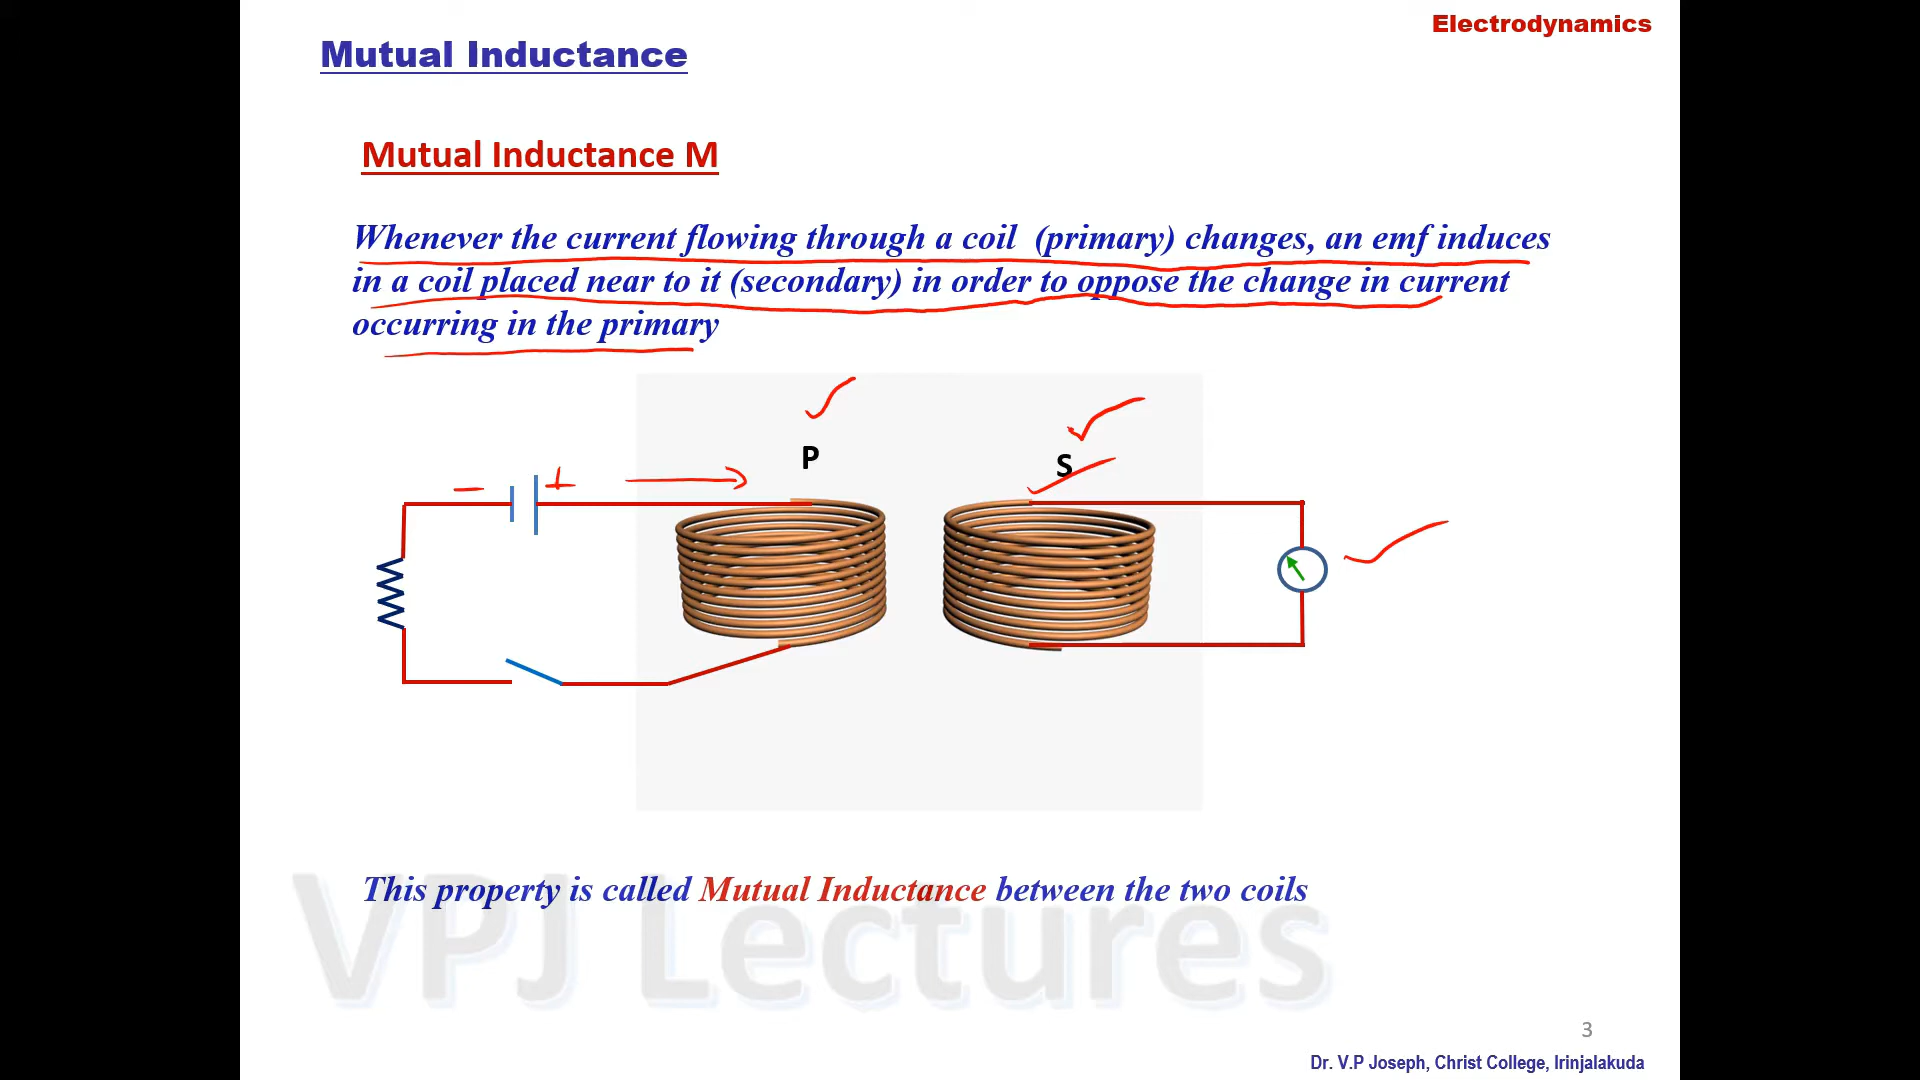 Electrodynamics
Mutual Inductance
Mutual Inductance M
Whenever the current flowing through a coil (primary) changes, an emf induces
in a coil placed near to it (secondary) in order to oppose the change in current
occurring in the primary
P
S
- +
This property is called Mutual Inductance between the two coils
VPJ Lectures
3
Dr. V.P Joseph, Christ College, Irinjalakuda